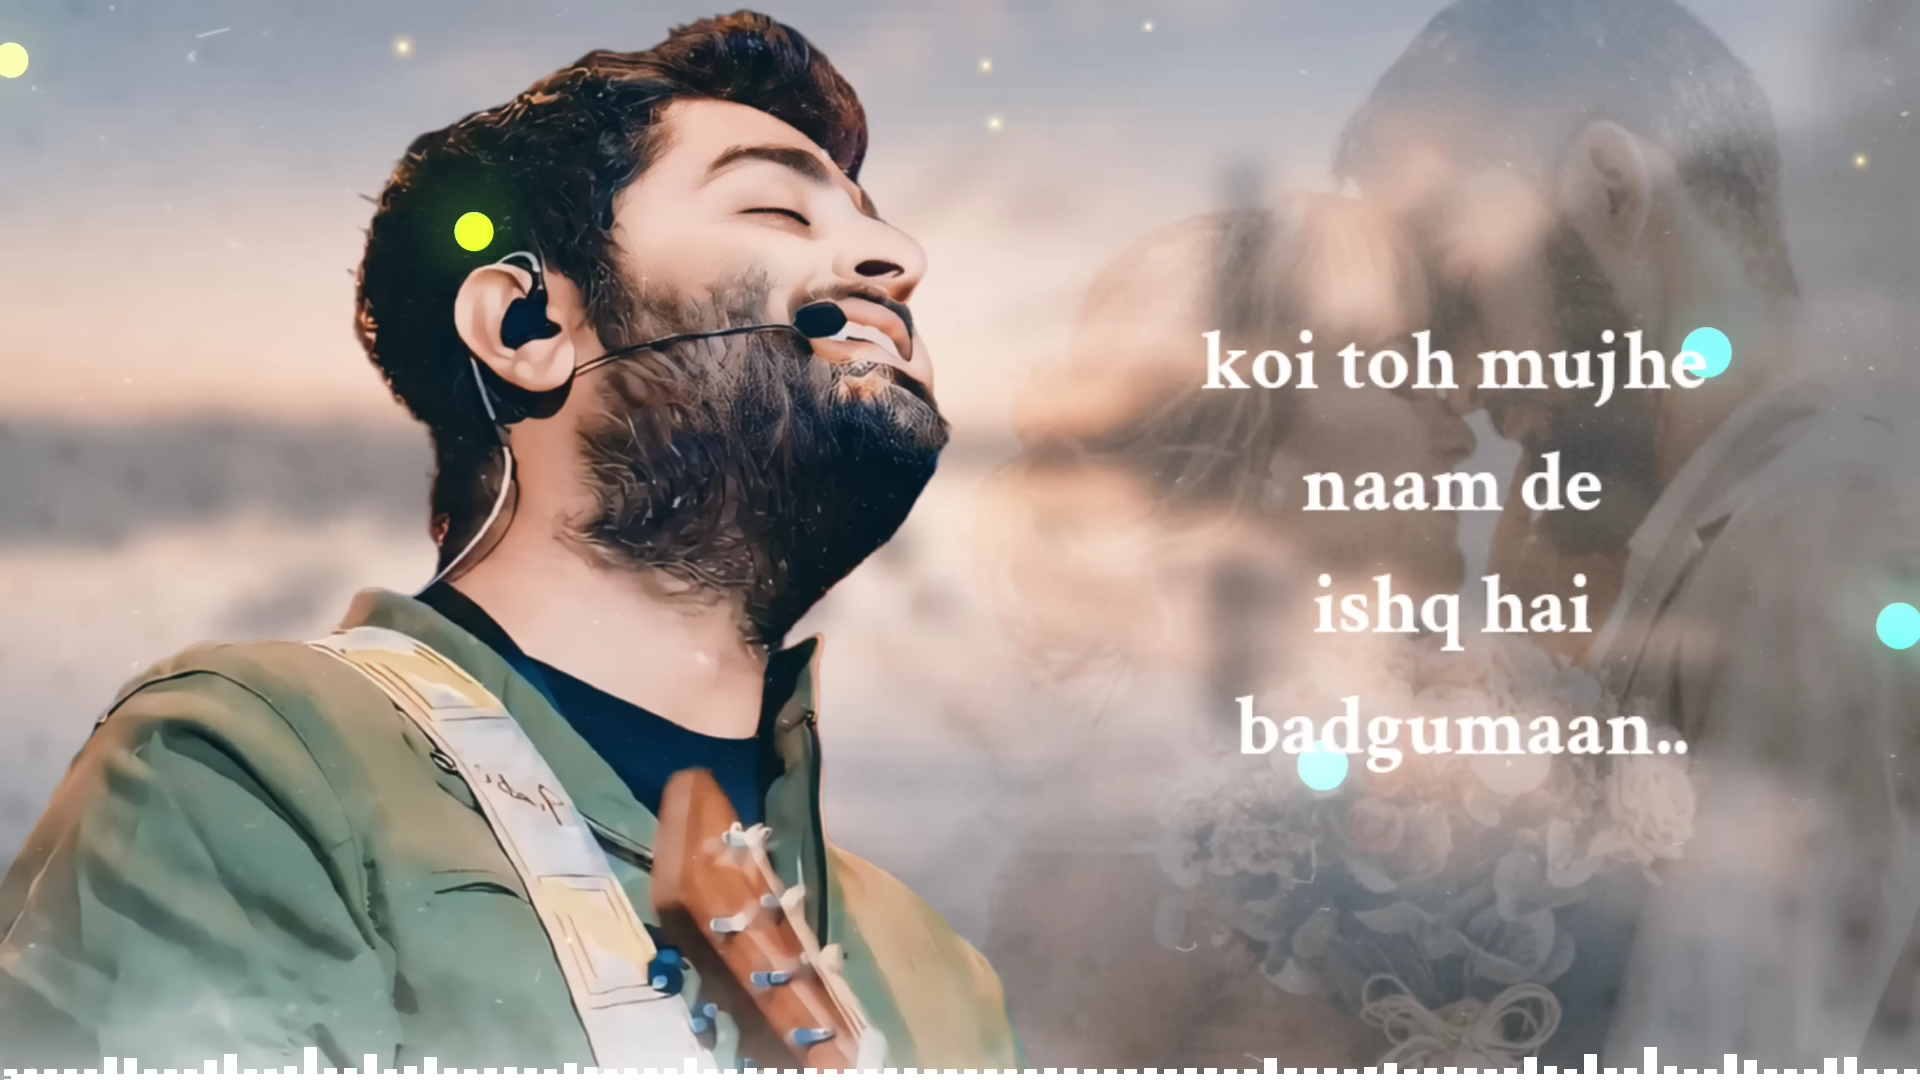 koi toh mujhe
naam de
ishq hai
badgumaan..